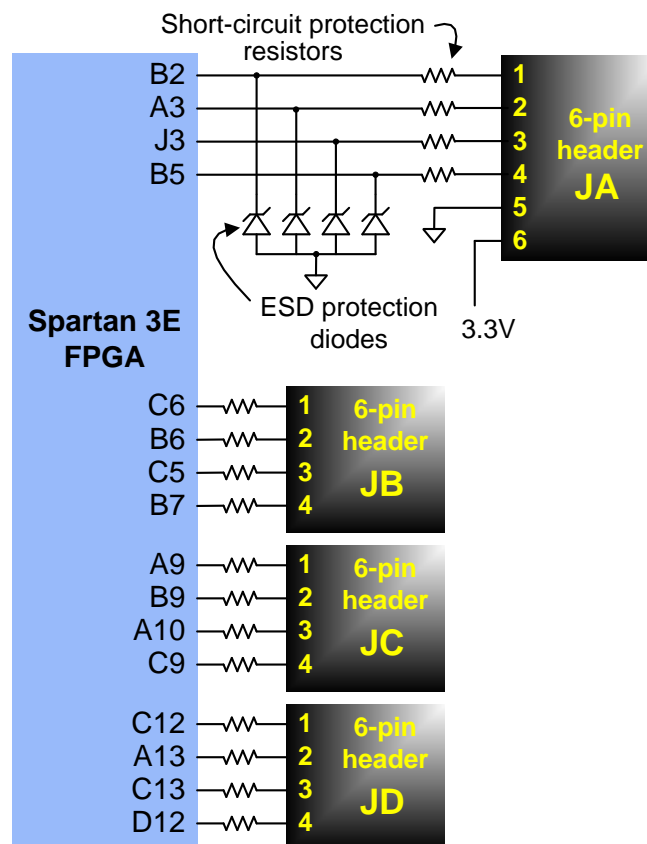 Short-circuit protection
resistors
B2
A3
J3
B5
1
2
3
4
5
6
6-pin
header
JA
ESD protection
diodes
3.3V
Spartan 3E
FPGA
C6
B6
C5
B7
1
2
3
4
6-pin
header
JB
A9
B9
A10
C9
1
2
3
4
6-pin
header
JC
C12
A13
C13
D12
1
2
3
4
6-pin
header
JD